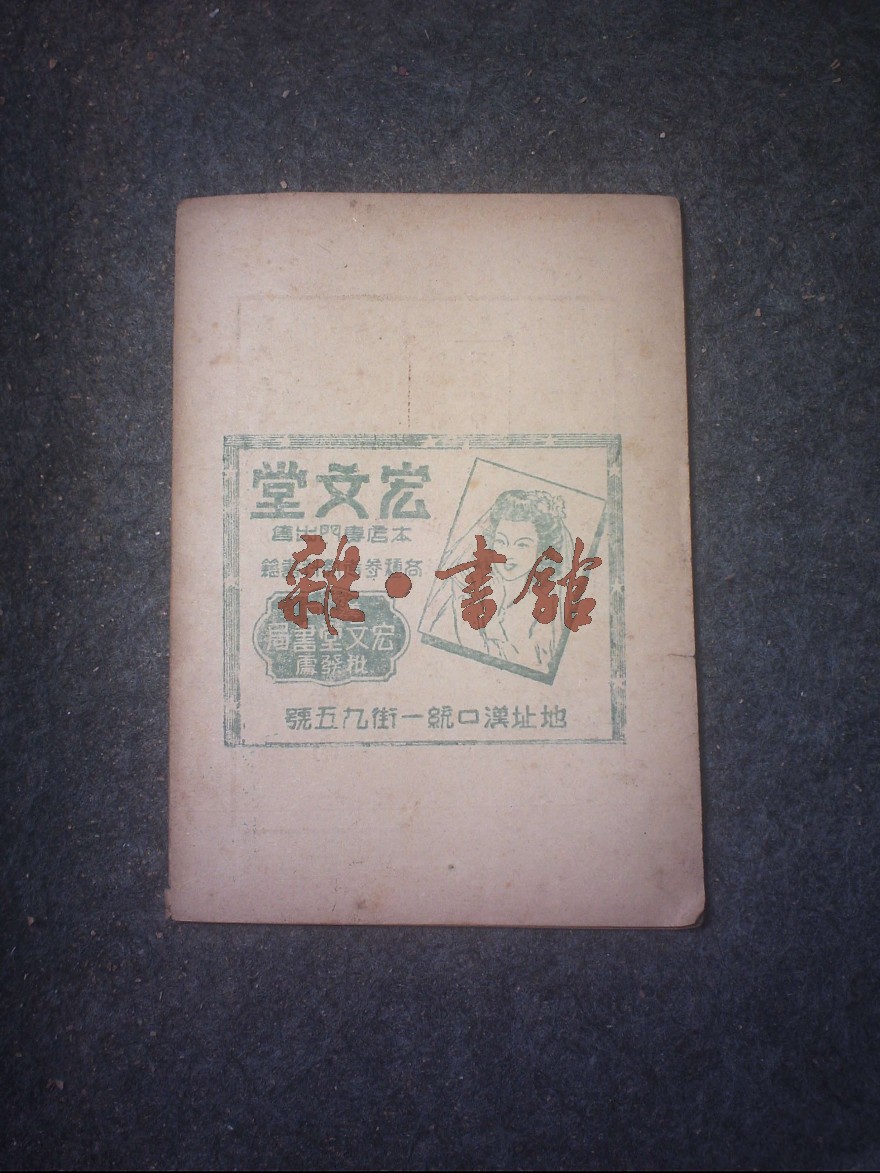 宏文堂
本店專門出售
各種
宏文堂書局
批發處
地址漢口統一街九五號
雜·書館